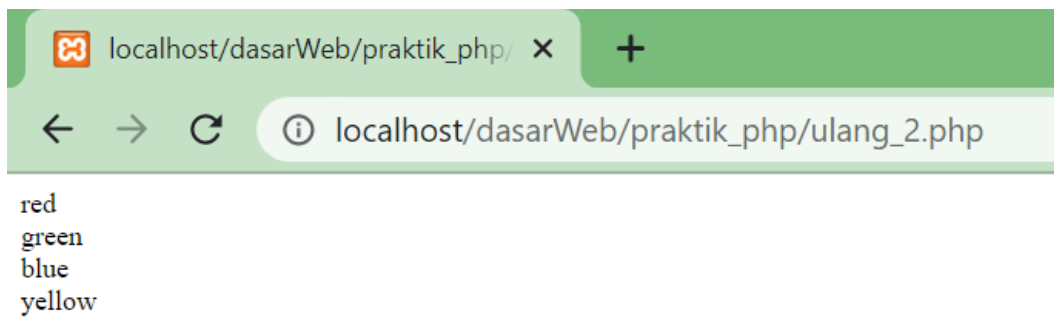 localhost/dasarWeb/praktik_php/
localhost/dasarWeb/praktik_php/ulang_2.php
red
green
blue
yellow